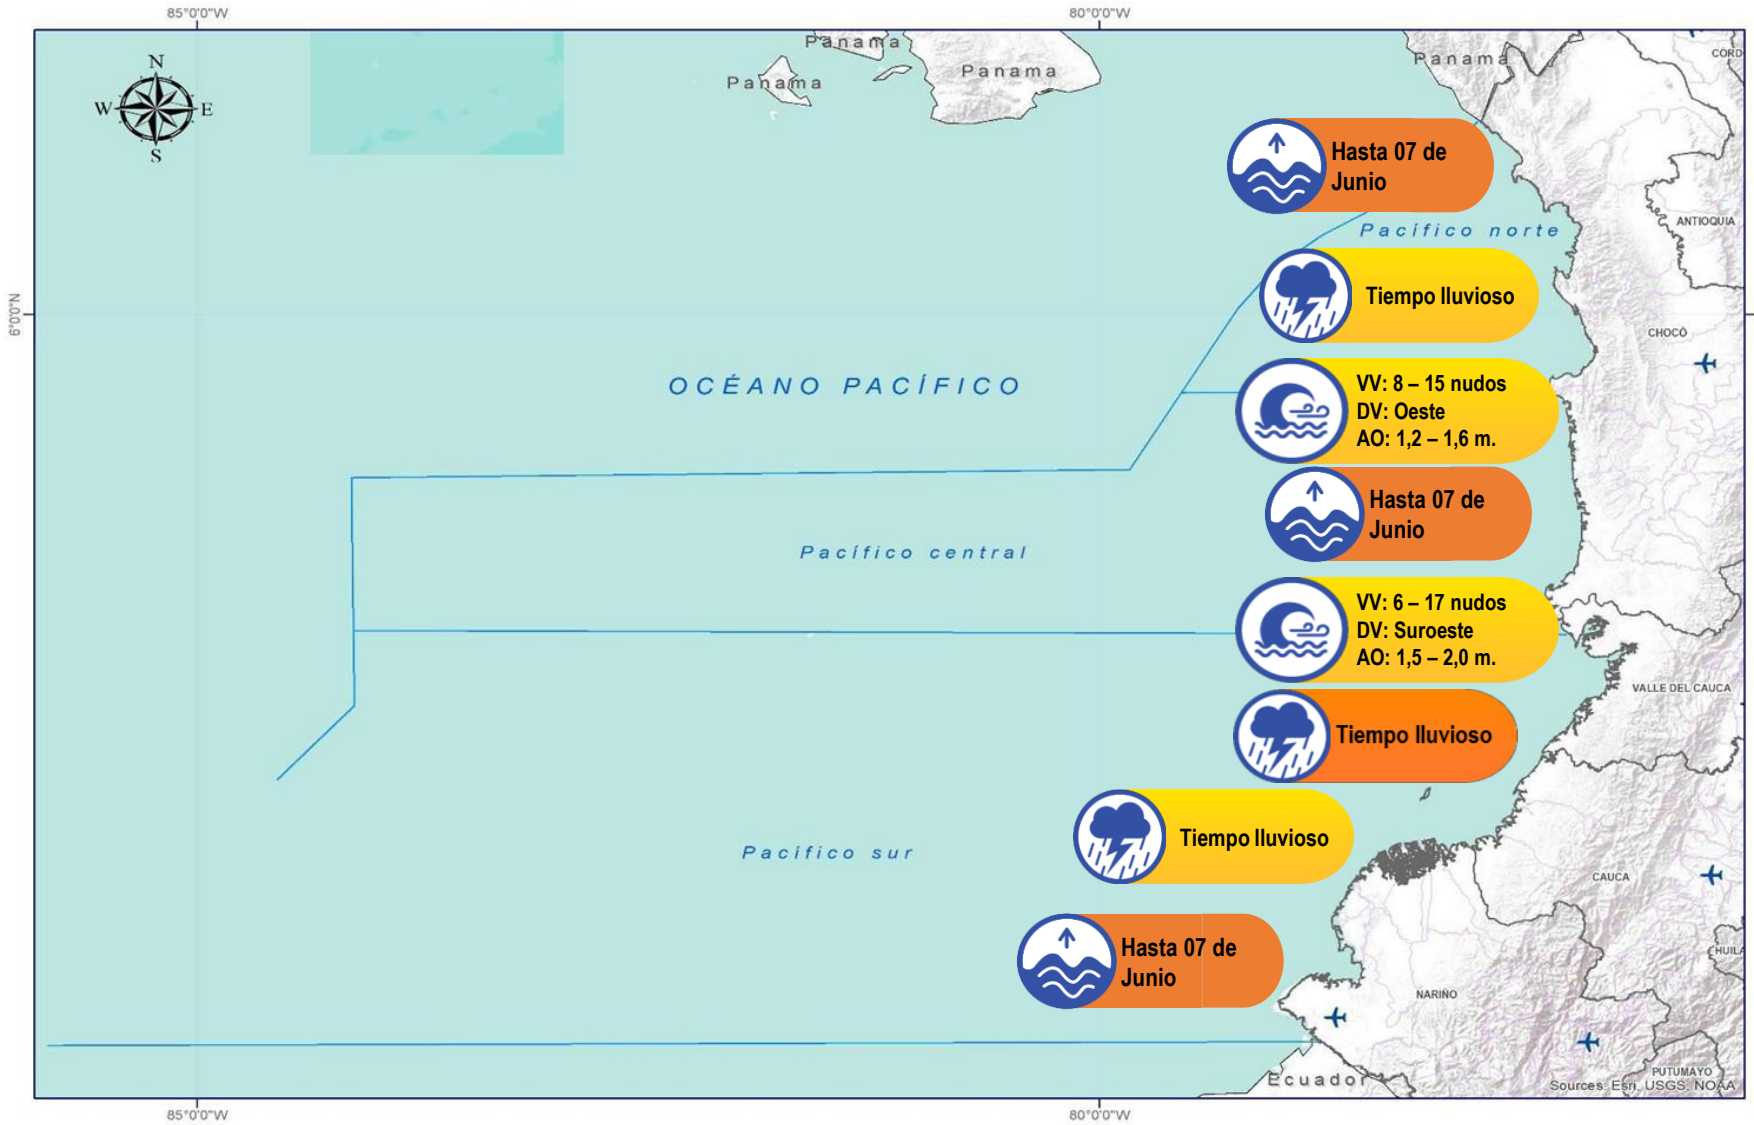 85°0'0"W
80°0'0"W
N
W
E
S
Panama
Panama
Panama
Panama
CÓRD
Hasta 07 de
Junio
ANTIOQUIA
Pacífico norte
6°0'0"N
Tiempo lluvioso
CHOCÓ
OCÉANO PACÍFICO
VV: 8 – 15 nudos
DV: Oeste
AO: 1,2 – 1,6 m.
Hasta 07 de
Junio
Pacífico central
VV: 6 – 17 nudos
DV: Suroeste
AO: 1,5 – 2,0 m.
VALLE DEL CAUCA
Tiempo lluvioso
Tiempo lluvioso
Pacífico sur
CAUCA
Hasta 07 de
Junio
HUILA
NARIÑO
PUTUMAYO
Ecuador
Sources: Esri, USGS, NOAA
85°0'0"W
80°0'0"W